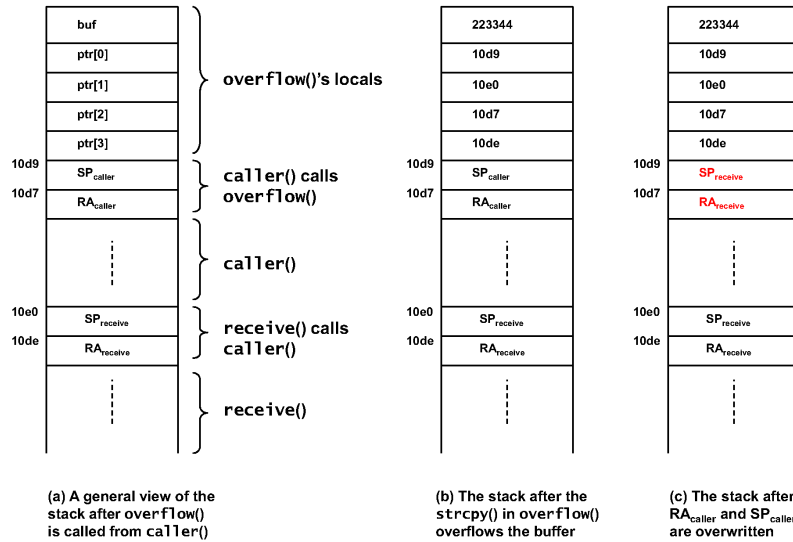 buf
ptr[0]
ptr[1]
ptr[2]
ptr[3]
overflow()'s locals
10d9
SPcaller
10d7
RAcaller
caller() calls
overflow()
caller()
10e0
SPreceive
10de
RAreceive
receive() calls
caller()
receive()
(a) A general view of the
stack after overflow()
is called from caller()
223344
10d9
10e0
10d7
10de
10d9
SPcaller
10d7
RAcaller
10e0
SPreceive
10de
RAreceive
(b) The stack after the
strcpy() in overflow()
overflows the buffer
223344
10d9
10e0
10d7
10de
10d9
SPreceive
10d7
RAreceive
10e0
SPreceive
10de
RAreceive
(c) The stack after
RAcaller and SPcaller
are overwritten